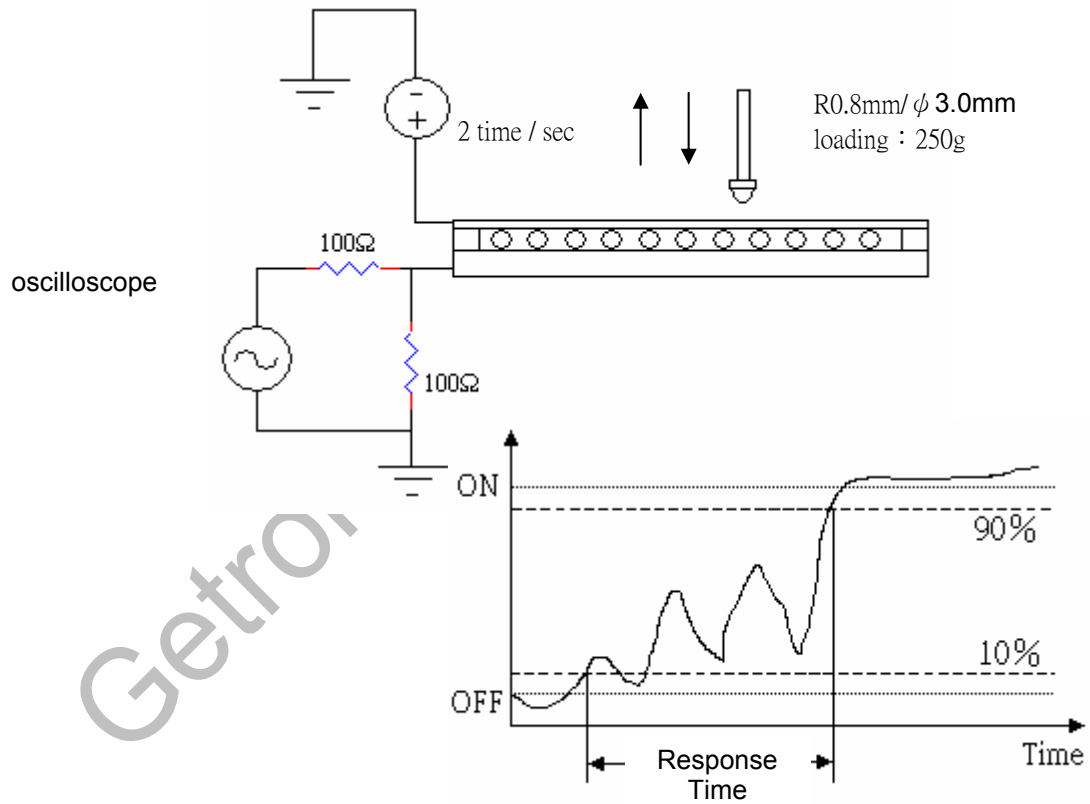 -
+
2 time / sec
R0.8mm/ φ 3.0mm
loading：250g
100Ω
oscilloscope
100Ω
ON
90%
10%
OFF
Response
Time
Time